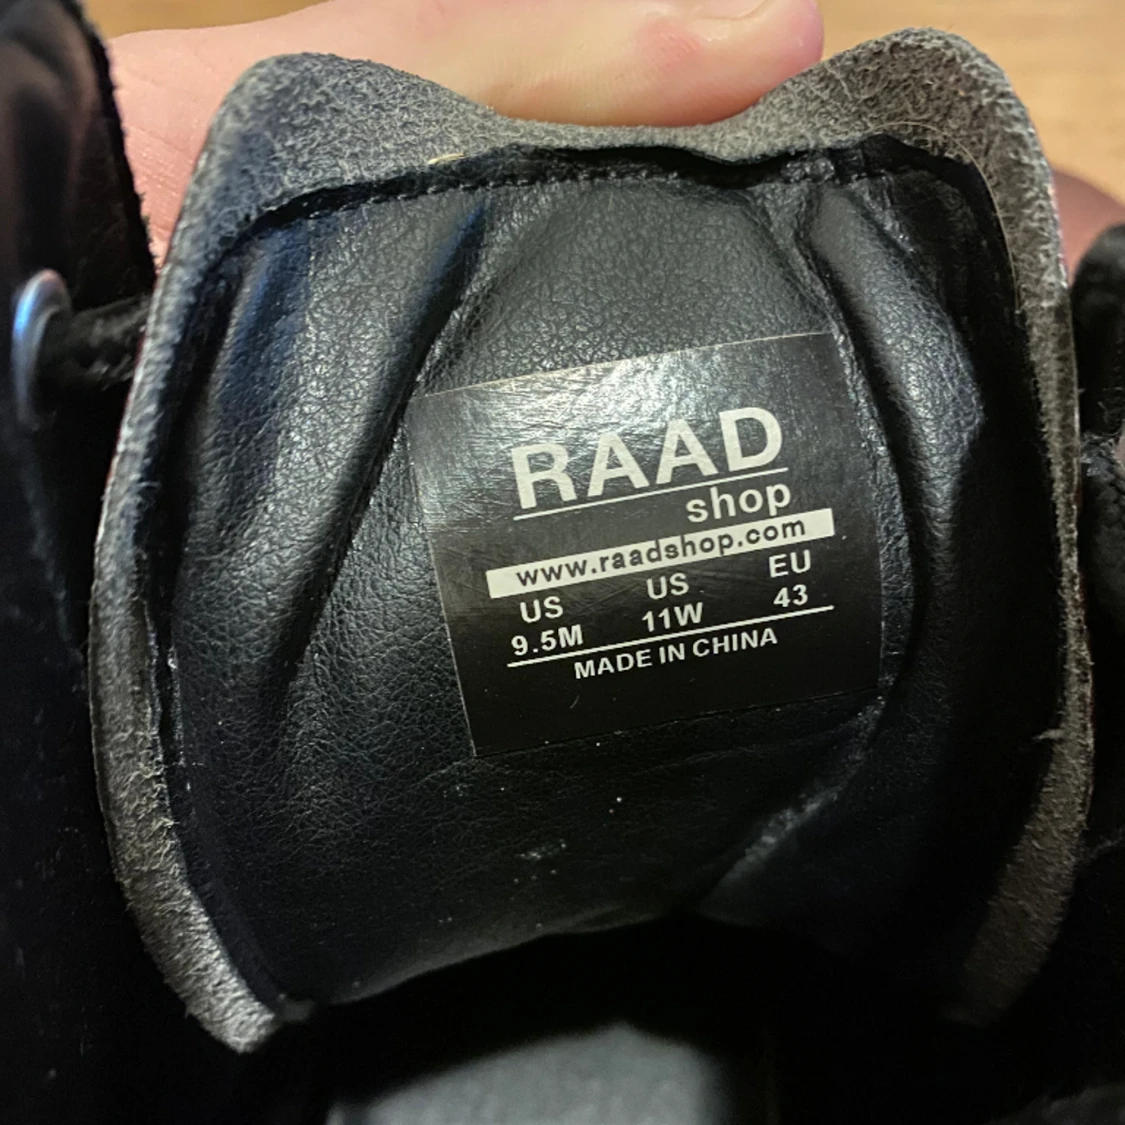 RAAD
shop
www.raadshop.com
US US EU
9.5M 11W 43
MADE IN CHINA